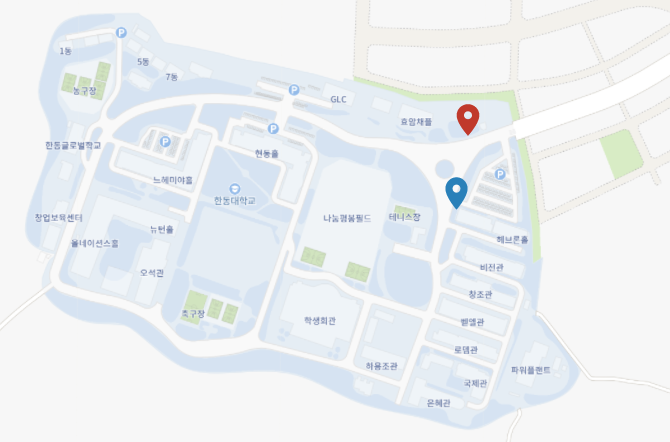 P
1동
5동
7동
농구장
P
GLC
효암채플
P
현동홀
P
한동글로벌학교
P
느헤미야홀
한동대학교
창업보육센터
뉴턴홀
나눔명봉필드
테니스장
올네이션스홀
헤브론홀
오석관
비전관
창조관
축구장
학생회관
벧엘관
로뎀관
하용조관
파워플랜트
국제관
은혜관